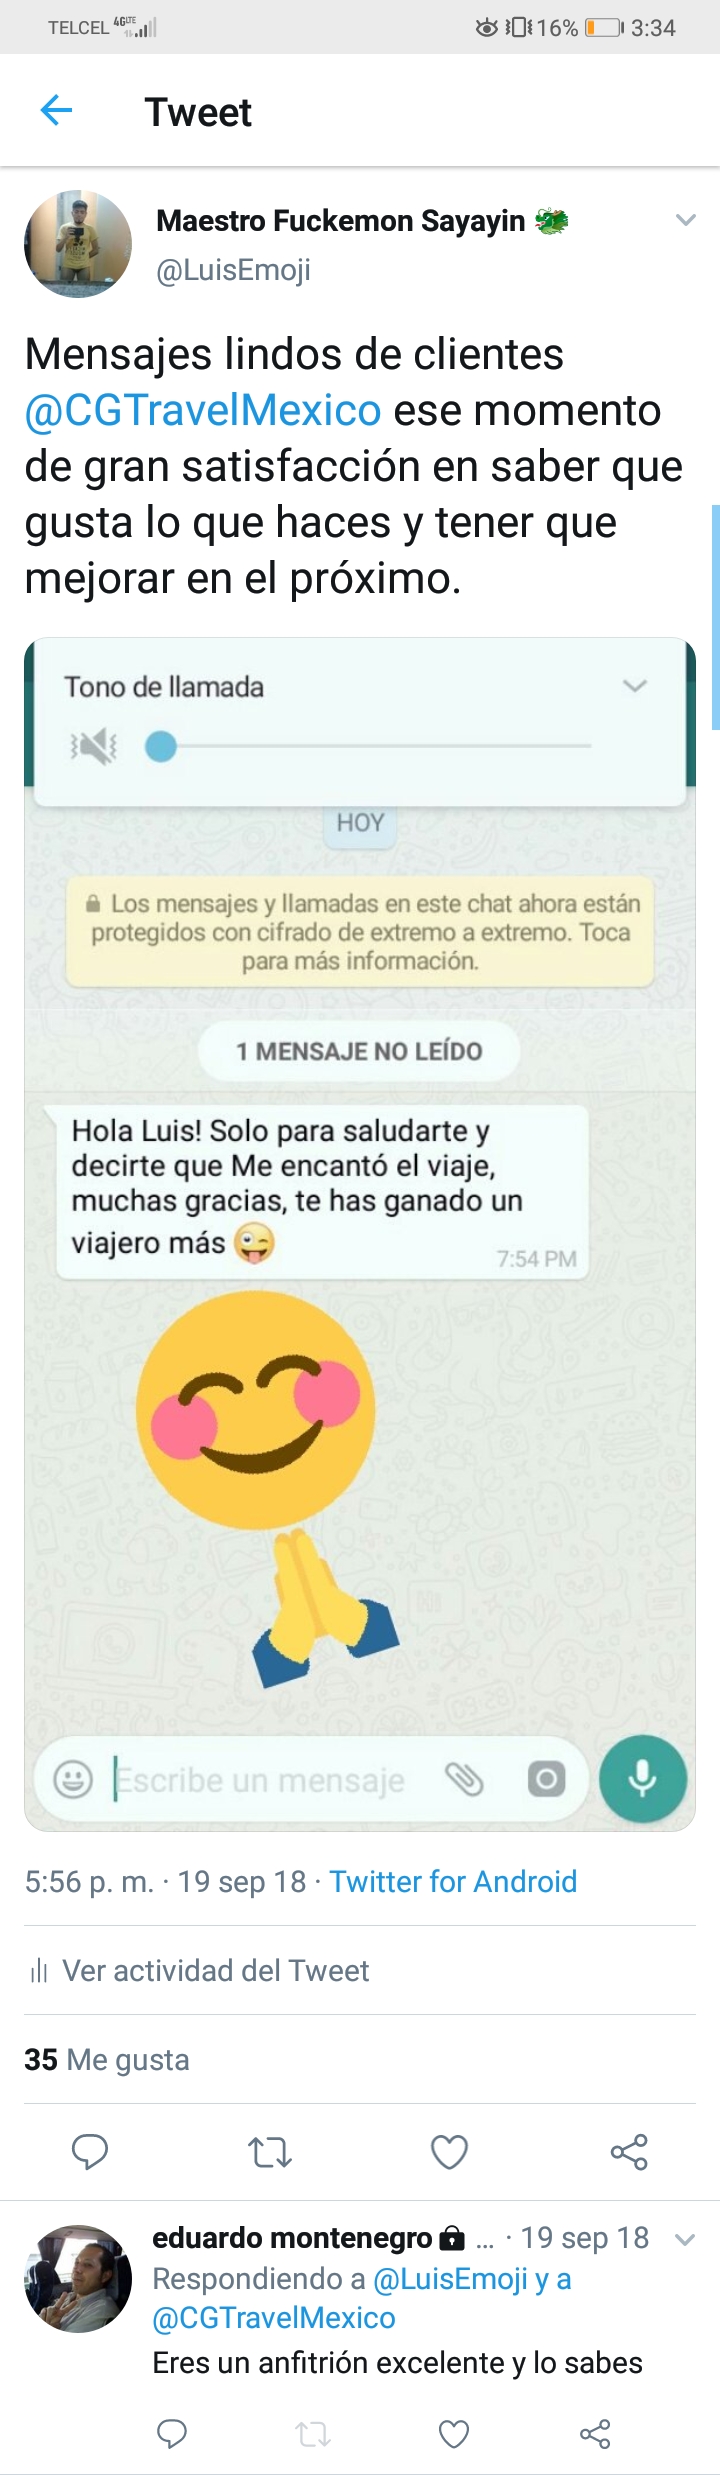 TELCEL 4G LTE 16% 3:34
Tweet
Maestro Fuckemon Sayayin 🐲
@LuisEmoji
Mensajes lindos de clientes
@CGTravelMexico ese momento
de gran satisfacción en saber que
gusta lo que haces y tener que
mejorar en el próximo.
Tono de llamada
HOY
Los mensajes y llamadas en este chat ahora están
protegidos con cifrado de extremo a extremo. Toca
para más información.
1 MENSAJE NO LEÍDO
Hola Luis! Solo para saludarte y
decirte que Me encantó el viaje,
muchas gracias, te has ganado un
viajero más 😜
7:54 PM
Escribe un mensaje
5:56 p. m. · 19 sep 18 · Twitter for Android
Ver actividad del Tweet
35 Me gusta
eduardo montenegro ... · 19 sep 18
Respondiendo a @LuisEmoji y a
@CGTravelMexico
Eres un anfitrión excelente y lo sabes